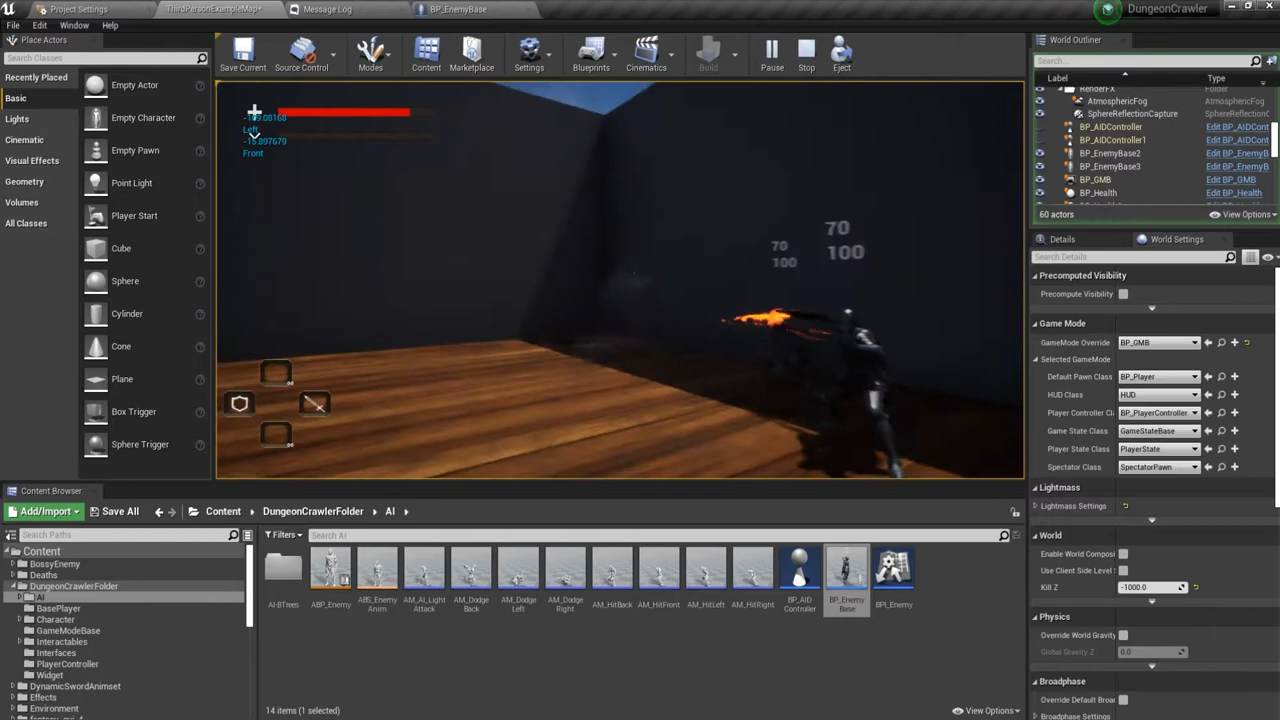 Project Settings
ThirdPersonExampleMap*
Message Log
BP_EnemyBase
DungeonCrawler
File Edit Window Help
Place Actors
Search Classes
Recently Placed
Basic
Lights
Cinematic
Visual Effects
Geometry
Volumes
All Classes
Empty Actor
Empty Character
Empty Pawn
Point Light
Player Start
Cube
Sphere
Cylinder
Cone
Plane
Box Trigger
Sphere Trigger
Save Current
Source Control
Modes
Content
Marketplace
Settings
Blueprints
Cinematics
Build
Pause
Stop
Eject
Left
-15.897679
Front
70
100
70
100
World Outliner
Search...
Label Type
RenderFX Folder
AtmosphericFog AtmosphericFog
SphereReflectionCapture SphereReflection
BP_AIDController Edit BP_AIDCont
BP_AIDController1 Edit BP_AIDCont
BP_EnemyBase2 Edit BP_EnemyB
BP_EnemyBase3 Edit BP_EnemyB
BP_GMB Edit BP_GMB
BP_Health Edit BP_Health
60 actors
View Options
Details
World Settings
Search Details
Precomputed Visibility
Precompute Visibility
Game Mode
GameMode Override BP_GMB
Selected GameMode
Default Pawn Class BP_Player
HUD Class HUD
Player Controller Cl BP_PlayerController
Game State Class GameStateBase
Player State Class PlayerState
Spectator Class SpectatorPawn
Lightmass
Lightmass Settings
World
Enable World Composi
Use Client Side Level
Kill Z -1000.0
Physics
Override World Gravity
Global Gravity Z 0.0
Broadphase
Override Default Broad
Broadphase Settings
Content Browser
Add/Import
Save All
Content
DungeonCrawlerFolder
AI
Search Paths
Filters
Search AI
Content
BossyEnemy
Deaths
DungeonCrawlerFolder
AI
BasePlayer
Character
GameModeBase
Interactables
Interfaces
PlayerController
Widget
DynamicSwordAnimset
Effects
Environment
AI-BTrees
ABP_Enemy
ABS_Enemy Anim
AM_AI_Light Attack
AM_Dodge Back
AM_Dodge Left
AM_Dodge Right
AM_HitBack
AM_HitFront
AM_HitLeft
AM_HitRight
BP_AID Controller
BP_Enemy Base
BPI_Enemy
14 items (1 selected)
View Options